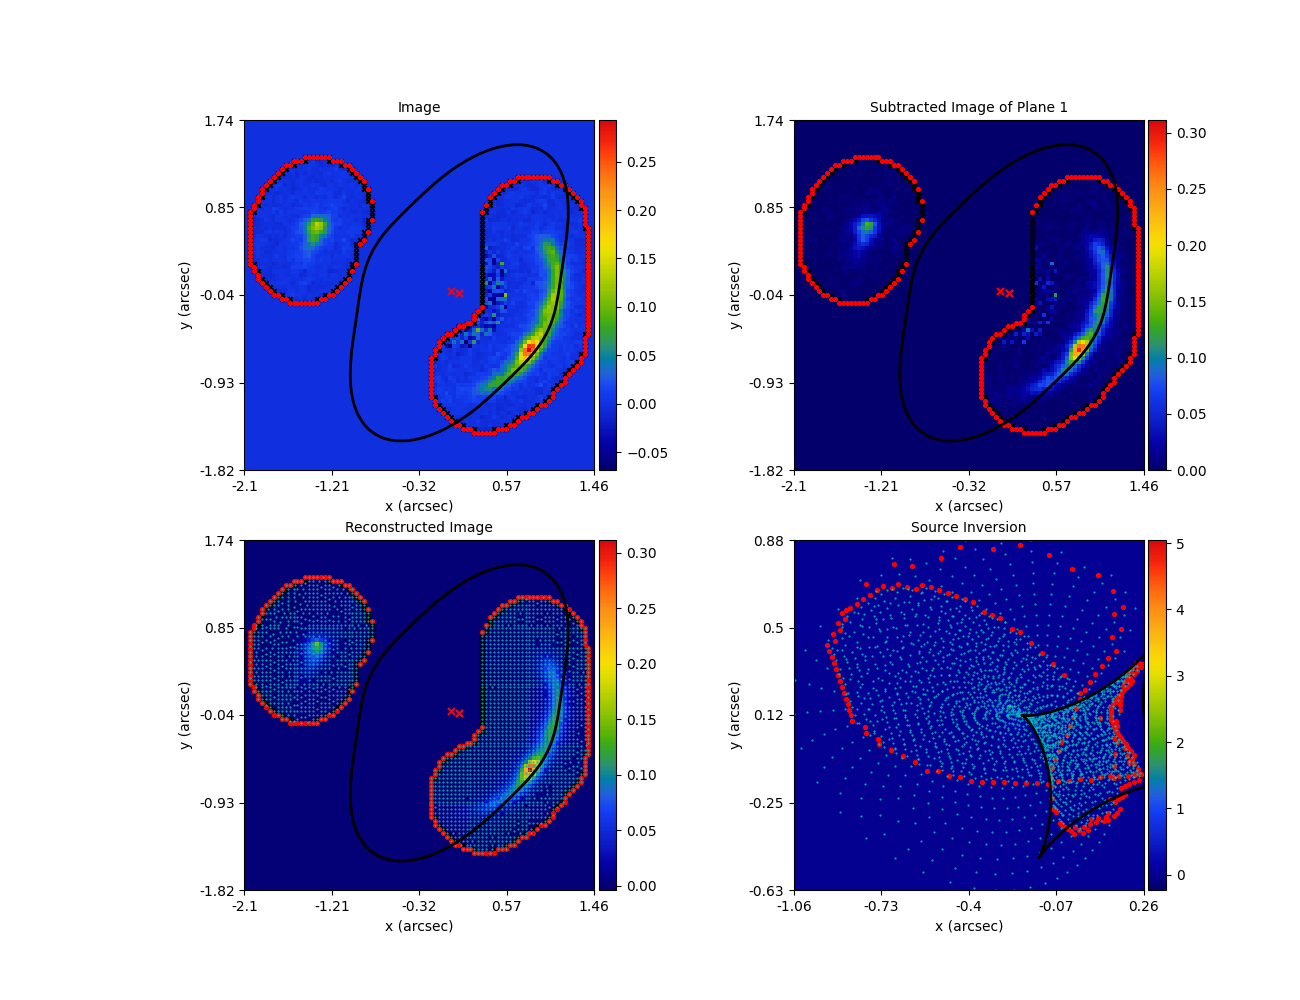 Image
1.74
0.85
-0.04
-0.93
-1.82
y (arcsec)
-2.1 -1.21 -0.32 0.57 1.46
x (arcsec)
0.25
0.20
0.15
0.10
0.05
0.00
−0.05
Subtracted Image of Plane 1
1.74
0.85
-0.04
-0.93
-1.82
y (arcsec)
-2.1 -1.21 -0.32 0.57 1.46
x (arcsec)
0.30
0.25
0.20
0.15
0.10
0.05
0.00
Reconstructed Image
1.74
0.85
-0.04
-0.93
-1.82
y (arcsec)
-2.1 -1.21 -0.32 0.57 1.46
x (arcsec)
0.30
0.25
0.20
0.15
0.10
0.05
0.00
Source Inversion
0.88
0.5
0.12
-0.25
-0.63
y (arcsec)
-1.06 -0.73 -0.4 -0.07 0.26
x (arcsec)
5
4
3
2
1
0